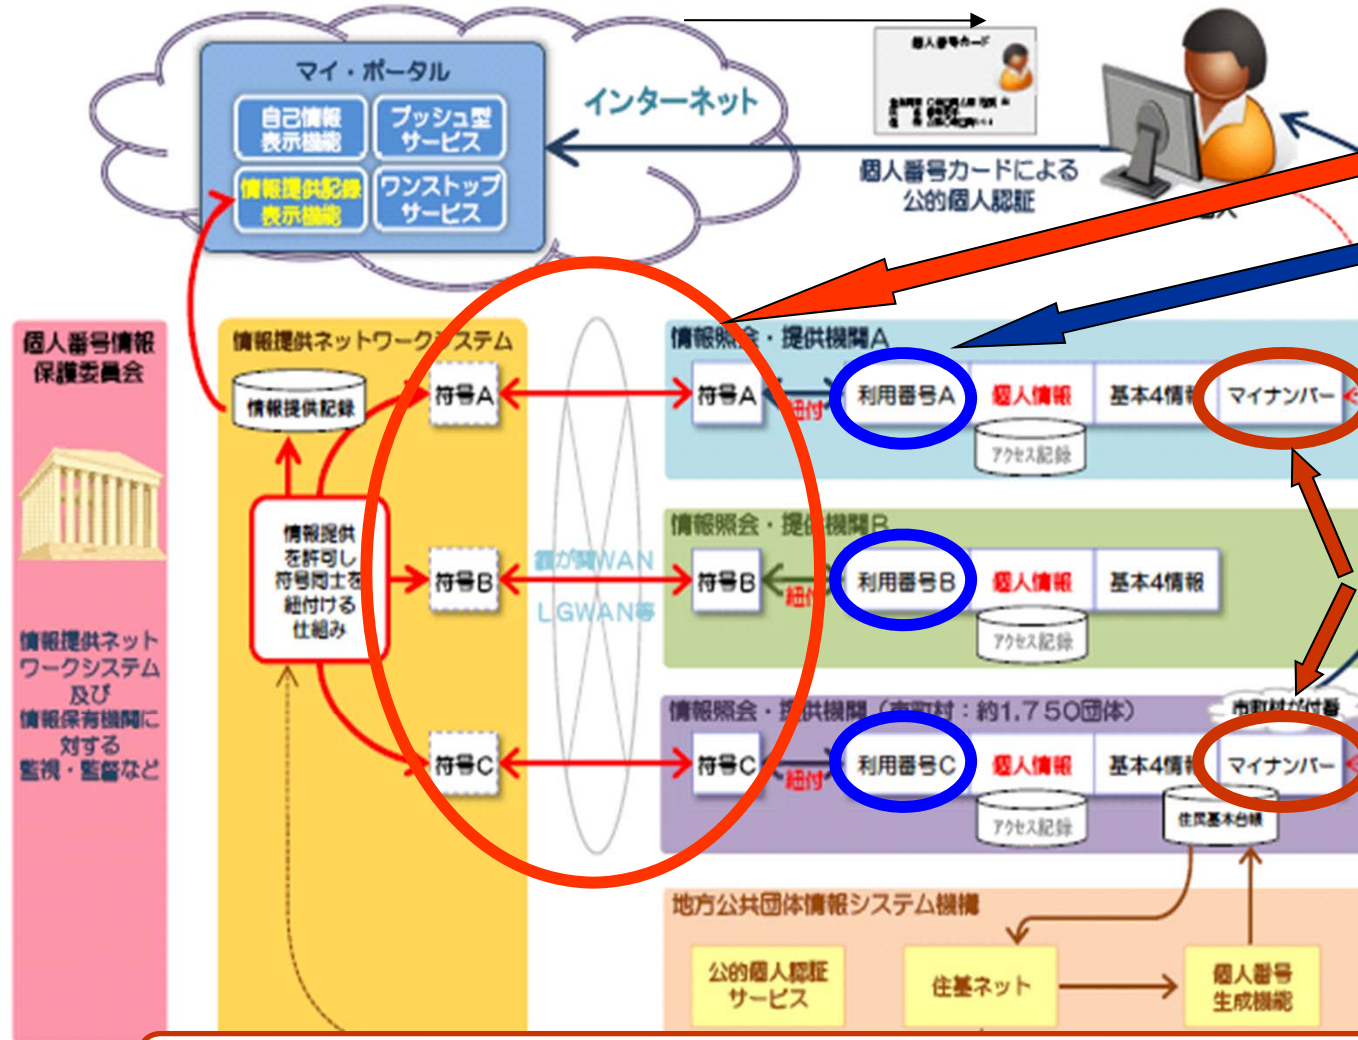 マイ・ポータル
自己情報
表示機能
プッシュ型
サービス
情報提供記録
表示機能
ワンストップ
サービス
インターネット
個人番号カード
個人番号カードによる
公的個人認証
個人番号情報
保護委員会
情報提供ネット
ワークシステム
及び
情報保有機関に
対する
監視・監督など
情報提供ネットワークシステム
情報提供記録
情報提供
を許可し
符号同士を
紐付ける
仕組み
符号A
符号B
符号C
霞が関WAN
LGWAN等
情報照会・提供機関A
符号A
紐付
利用番号A
個人情報
基本4情報
マイナンバー
アクセス記録
情報照会・提供機関B
符号B
紐付
利用番号B
個人情報
基本4情報
アクセス記録
情報照会・提供機関（市町村：約1,750団体）
市町村が付番
符号C
紐付
利用番号C
個人情報
基本4情報
マイナンバー
アクセス記録
住民基本台帳
地方公共団体情報システム機構
公的個人認証
サービス
住基ネット
個人番号
生成機能